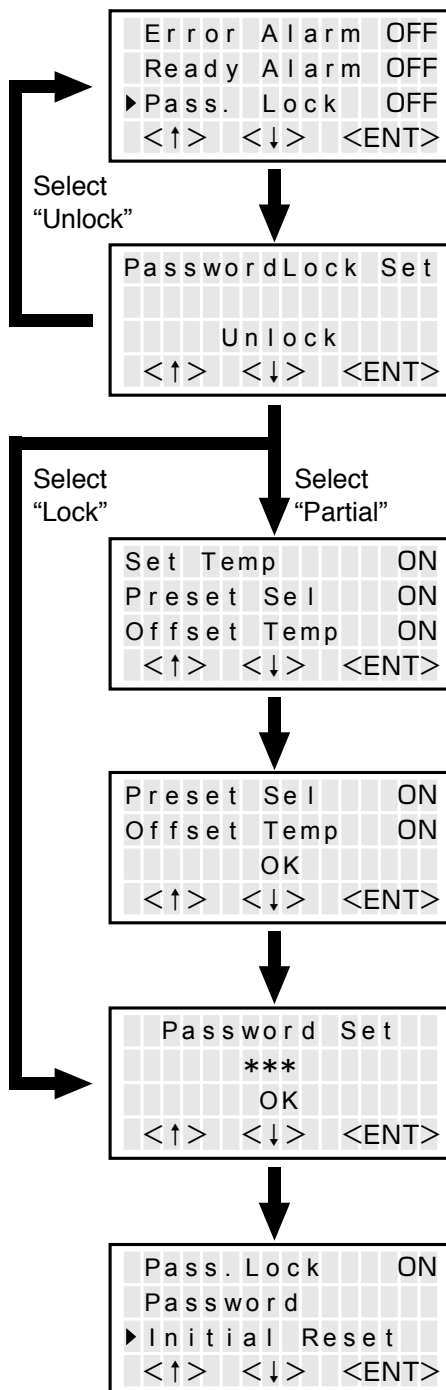 Error Alarm OFF
Ready Alarm OFF
▶Pass. Lock OFF
<↑> <↓> <ENT>
Select
“Unlock”
PasswordLock Set
Unlock
<↑> <↓> <ENT>
Select
“Lock”
Select
“Partial”
Set Temp ON
Preset Sel ON
Offset Temp ON
<↑> <↓> <ENT>
Preset Sel ON
Offset Temp ON
OK
<↑> <↓> <ENT>
Password Set
***
OK
<↑> <↓> <ENT>
Pass.Lock ON
Password
▶Initial Reset
<↑> <↓> <ENT>